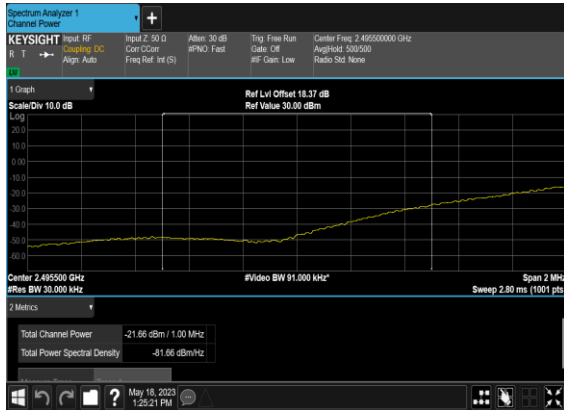 Spectrum Analyzer 1
Channel Power
+
KEYSIGHT
R T
LXI
Input: RF
Coupling: DC
Align: Auto
Input Z: 50 Ω
Corr CCorr
Freq Ref: Int (S)
Atten: 30 dB
#PNO: Fast
Trig: Free Run
Gate: Off
#IF Gain: Low
Center Freq: 2.495500000 GHz
Avg|Hold: 500/500
Radio Std: None
1 Graph
Scale/Div 10.0 dB
Ref Lvl Offset 18.37 dB
Ref Value 30.00 dBm
Log
20.0
10.0
0.00
-10.0
-20.0
-30.0
-40.0
-50.0
-60.0
Center 2.495500 GHz
#Res BW 30.000 kHz
#Video BW 91.000 kHz*
Span 2 MHz
Sweep 2.80 ms (1001 pts
2 Metrics
Total Channel Power -21.66 dBm / 1.00 MHz
Total Power Spectral Density -81.66 dBm/Hz
?
May 18, 2023
1:25:21 PM